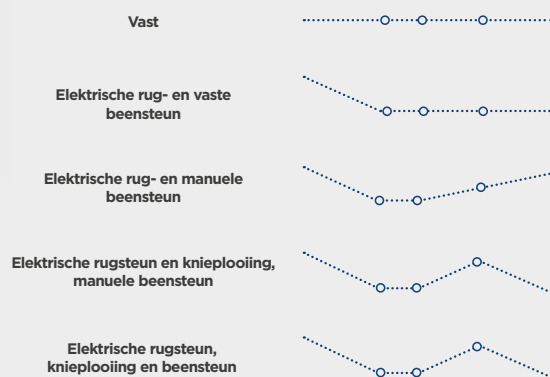 Vast
Elektrische rug- en vaste
beensteun
Elektrische rug- en manuele
beensteun
Elektrische rugsteun en knieplooiing,
manuele beensteun
Elektrische rugsteun,
knieplooiing en beensteun